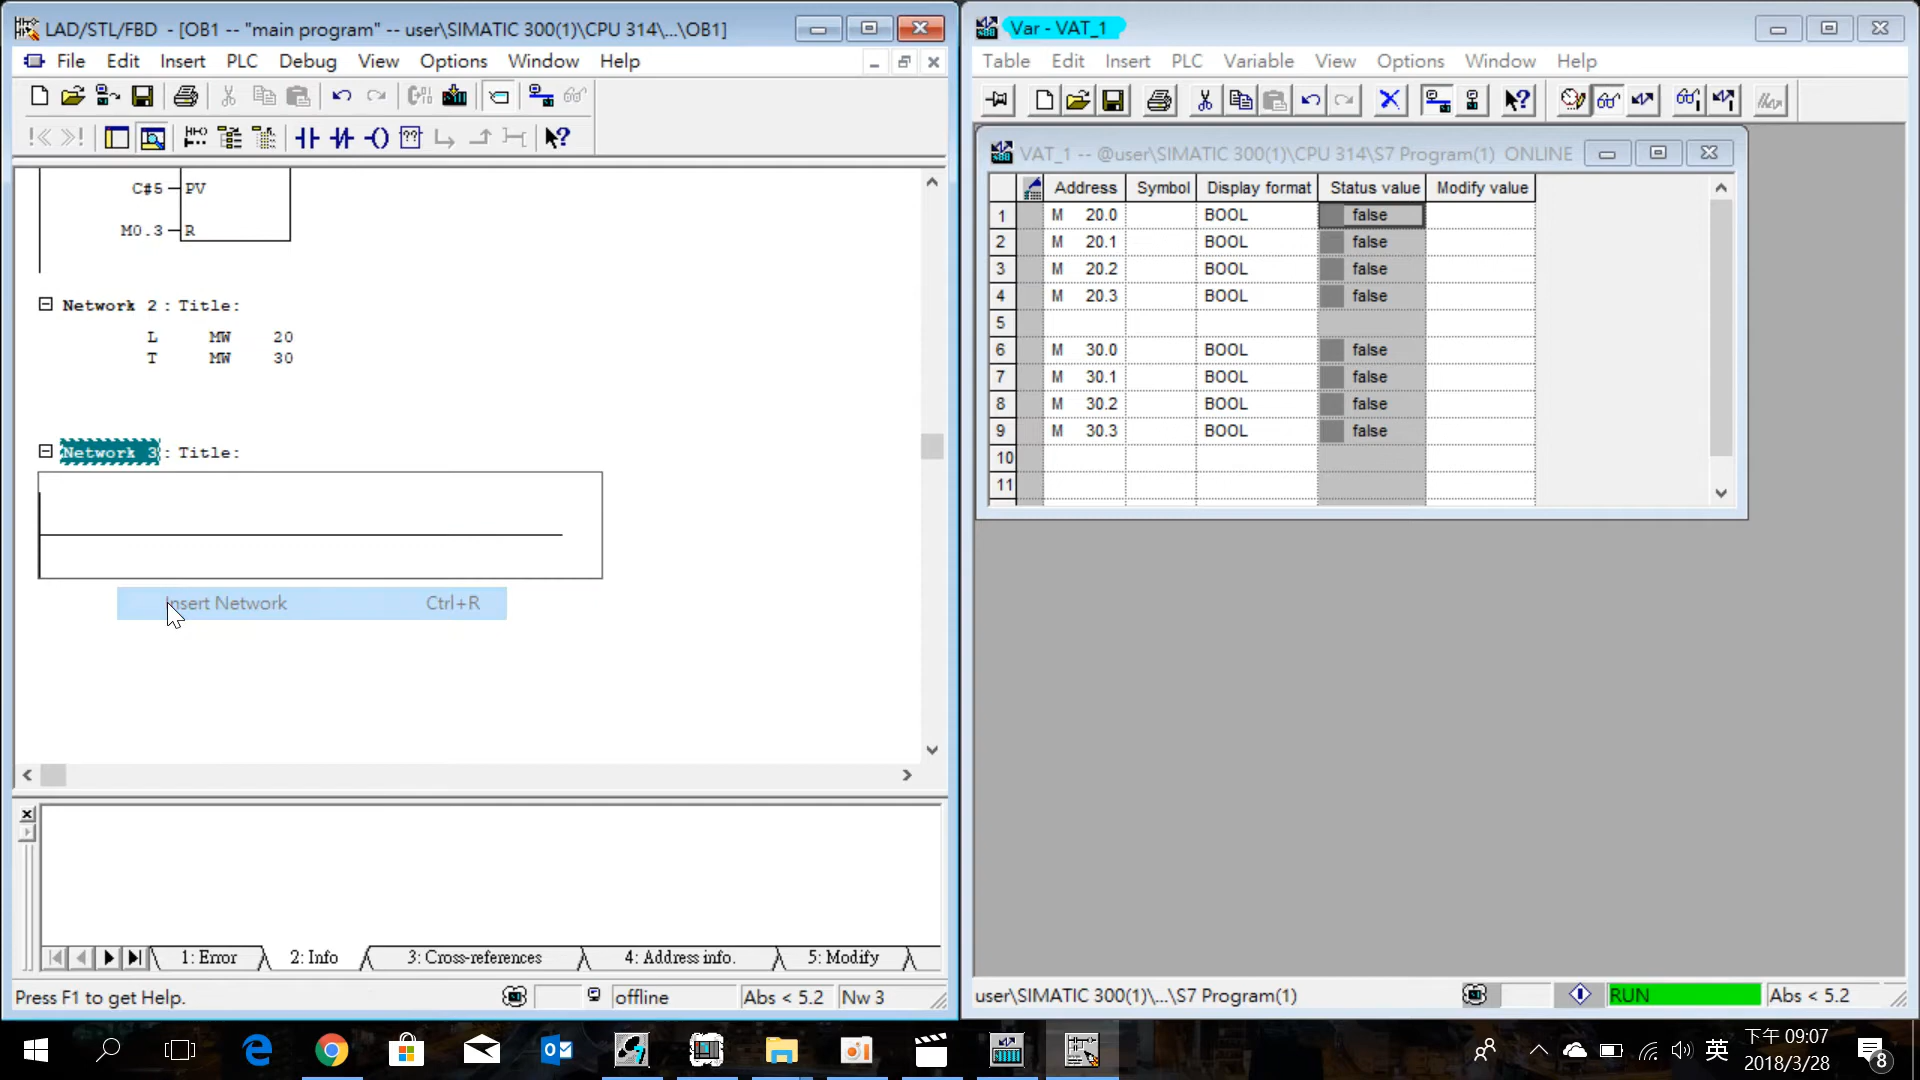 LAD/STL/FBD - [OB1 -- "main program" -- user\SIMATIC 300(1)\CPU 314\...\OB1]
File Edit Insert PLC Debug View Options Window Help
C#5 PV
M0.3 R
Network 2 : Title:
L MW 20
T MW 30
Network 3 : Title:
Insert Network Ctrl+R
1: Error 2: Info 3: Cross-references 4: Address info. 5: Modify
Press F1 to get Help. offline Abs < 5.2 Nw 3
Var - VAT_1
Table Edit Insert PLC Variable View Options Window Help
VAT_1 -- @user\SIMATIC 300(1)\CPU 314\S7 Program(1) ONLINE
Address Symbol Display format Status value Modify value
1 M 20.0 BOOL false
2 M 20.1 BOOL false
3 M 20.2 BOOL false
4 M 20.3 BOOL false
5
6 M 30.0 BOOL false
7 M 30.1 BOOL false
8 M 30.2 BOOL false
9 M 30.3 BOOL false
10
11
user\SIMATIC 300(1)\...\S7 Program(1) RUN Abs < 5.2
英
下午 09:07
2018/3/28
8